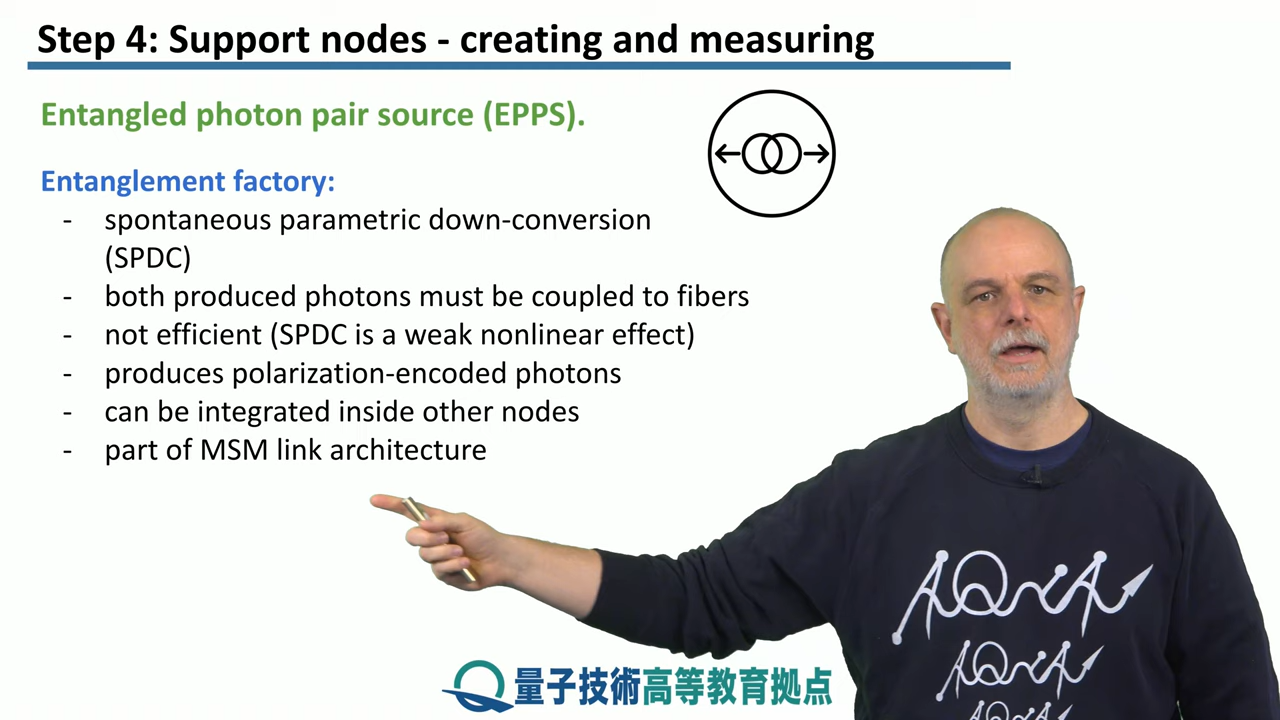 Step 4: Support nodes - creating and measuring
Entangled photon pair source (EPPS).
Entanglement factory:
- spontaneous parametric down-conversion
(SPDC)
- both produced photons must be coupled to fibers
- not efficient (SPDC is a weak nonlinear effect)
- produces polarization-encoded photons
- can be integrated inside other nodes
- part of MSM link architecture
量子技術高等教育拠点